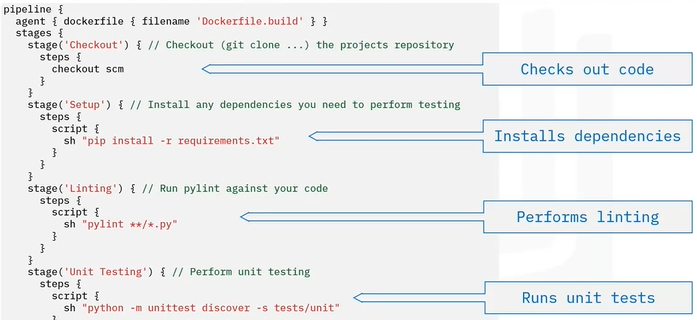 pipeline {
  agent { dockerfile { filename 'Dockerfile.build' } }
  stages {
    stage('Checkout') { // Checkout (git clone ...) the projects repository
      steps {
        checkout scm
      }
    }
Checks out code
    stage('Setup') { // Install any dependencies you need to perform testing
      steps {
        script {
          sh "pip install -r requirements.txt"
        }
      }
    }
Installs dependencies
    stage('Linting') { // Run pylint against your code
      steps {
        script {
          sh "pylint **/*.py"
        }
      }
    }
Performs linting
    stage('Unit Testing') { // Perform unit testing
      steps {
        script {
          sh "python -m unittest discover -s tests/unit"
        }
Runs unit tests